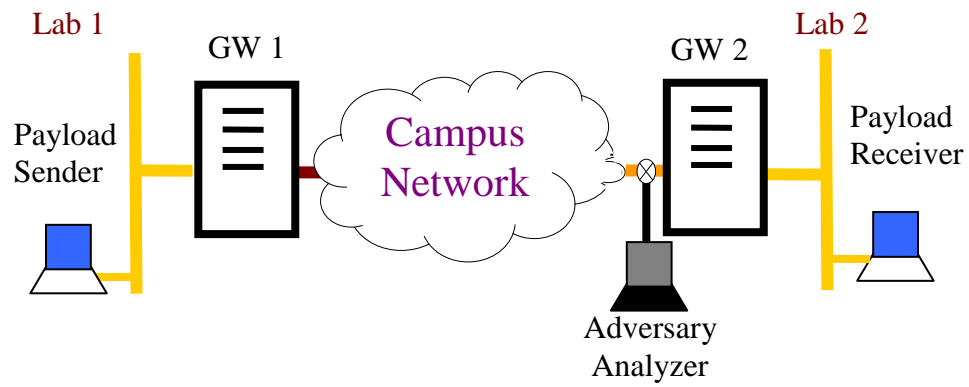 Lab 1
GW 1
GW 2
Lab 2
Payload
Sender
Campus
Network
Payload
Receiver
Adversary
Analyzer